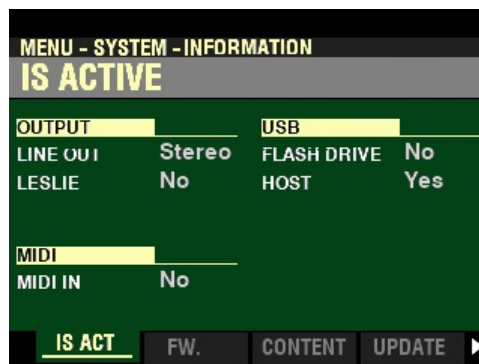 MENU - SYSTEM - INFORMATION
IS ACTIVE
OUTPUT
LINE OUT Stereo
LESLIE No
USB
FLASH DRIVE No
HOST Yes
MIDI
MIDI IN No
IS ACT FW. CONTENT UPDATE